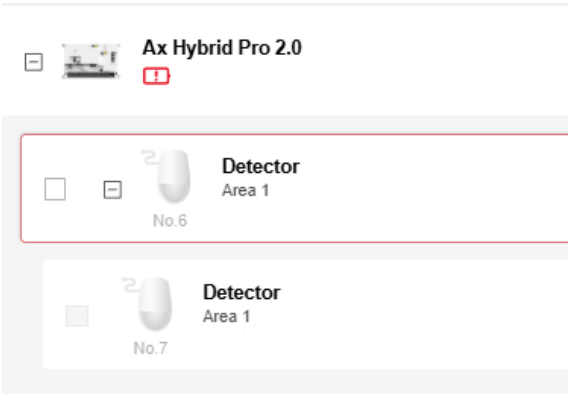 Ax Hybrid Pro 2.0
Detector
Area 1
No.6
Detector
Area 1
No.7